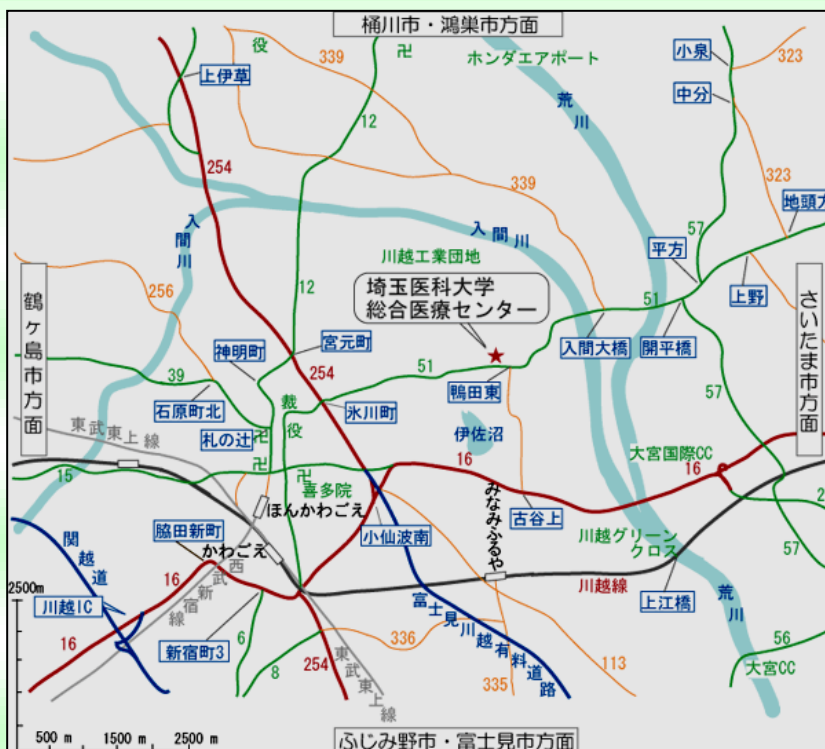 桶川市・鴻巣市方面
役
卍
339
ホンダエアポート
小泉
323
上伊草
荒川
中分
12
254
323
339
地頭方
入間川
入間川
57
平方
川越工業団地
鶴ヶ島市方面
256
12
埼玉医科大学
総合医療センター
51
上野
さいたま市方面
神明町
宮元町
入間大橋
開平橋
254
51
39
鴨田東
57
石原町北
裁
氷川町
東武東上線
札の辻
卍
役
伊佐沼
大宮国際CC
15
卍
卍
16
16
喜多院
みなみふるや
2
ほんかわごえ
小仙波南
古谷上
川越グリーン
クロス
脇田新町
かわごえ
関越道
57
16
西武新宿線
川越線
上江橋
荒川
2500m
川越IC
富士見川越有料道路
16
新宿町3
6
336
56
8
254
東武東上線
335
113
大宮CC
500 m
1500 m
2500 m
ふじみ野市・富士見市方面